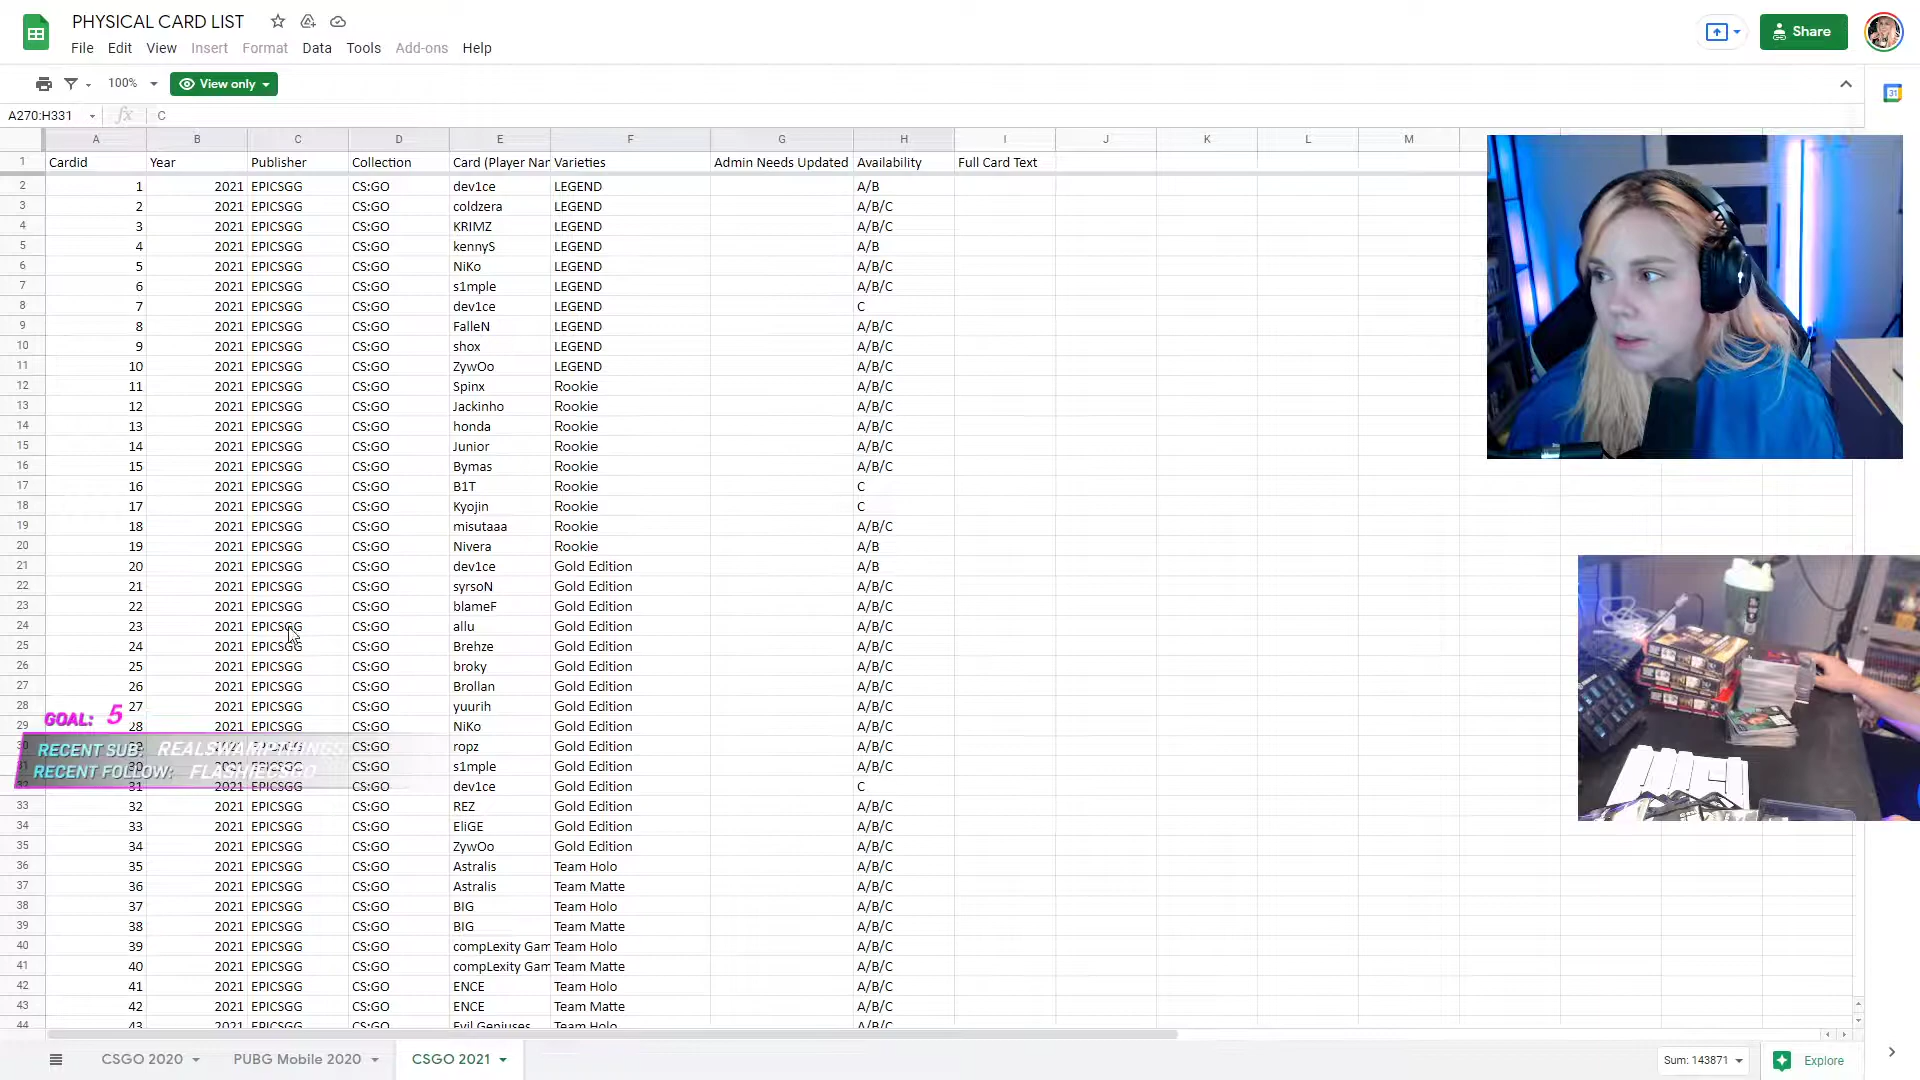 PHYSICAL CARD LIST
File Edit View Insert Format Data Tools Add-ons Help
Share
100% View only
A270:H331 fx C
A B C D E F G H I J K L M
1 Cardid Year Publisher Collection Card (Player Nar Varieties Admin Needs Updated Availability Full Card Text
2 1 2021 EPICSGG CS:GO dev1ce LEGEND A/B
3 2 2021 EPICSGG CS:GO coldzera LEGEND A/B/C
4 3 2021 EPICSGG CS:GO KRIMZ LEGEND A/B/C
5 4 2021 EPICSGG CS:GO kennyS LEGEND A/B
6 5 2021 EPICSGG CS:GO NiKo LEGEND A/B/C
7 6 2021 EPICSGG CS:GO s1mple LEGEND A/B/C
8 7 2021 EPICSGG CS:GO dev1ce LEGEND C
9 8 2021 EPICSGG CS:GO FalleN LEGEND A/B/C
10 9 2021 EPICSGG CS:GO shox LEGEND A/B/C
11 10 2021 EPICSGG CS:GO ZywOo LEGEND A/B/C
12 11 2021 EPICSGG CS:GO Spinx Rookie A/B/C
13 12 2021 EPICSGG CS:GO Jackinho Rookie A/B/C
14 13 2021 EPICSGG CS:GO honda Rookie A/B/C
15 14 2021 EPICSGG CS:GO Junior Rookie A/B/C
16 15 2021 EPICSGG CS:GO Bymas Rookie A/B/C
17 16 2021 EPICSGG CS:GO B1T Rookie C
18 17 2021 EPICSGG CS:GO Kyojin Rookie C
19 18 2021 EPICSGG CS:GO misutaaa Rookie A/B/C
20 19 2021 EPICSGG CS:GO Nivera Rookie A/B
21 20 2021 EPICSGG CS:GO dev1ce Gold Edition A/B
22 21 2021 EPICSGG CS:GO syrsoN Gold Edition A/B/C
23 22 2021 EPICSGG CS:GO blameF Gold Edition A/B/C
24 23 2021 EPICSGG CS:GO allu Gold Edition A/B/C
25 24 2021 EPICSGG CS:GO Brehze Gold Edition A/B/C
26 25 2021 EPICSGG CS:GO broky Gold Edition A/B/C
27 26 2021 EPICSGG CS:GO Brollan Gold Edition A/B/C
28 27 2021 EPICSGG CS:GO yuurih Gold Edition A/B/C
GOAL: 5
29 28 2021 EPICSGG CS:GO NiKo Gold Edition A/B/C
CS:GO ropz Gold Edition A/B/C
RECENT SUB: REALSWAMPTHINGS
CS:GO s1mple Gold Edition A/B/C
RECENT FOLLOW: FLASHIECSGO
31 2021 EPICSGG CS:GO dev1ce Gold Edition C
33 32 2021 EPICSGG CS:GO REZ Gold Edition A/B/C
34 33 2021 EPICSGG CS:GO EliGE Gold Edition A/B/C
35 34 2021 EPICSGG CS:GO ZywOo Gold Edition A/B/C
36 35 2021 EPICSGG CS:GO Astralis Team Holo A/B/C
37 36 2021 EPICSGG CS:GO Astralis Team Matte A/B/C
38 37 2021 EPICSGG CS:GO BIG Team Holo A/B/C
39 38 2021 EPICSGG CS:GO BIG Team Matte A/B/C
40 39 2021 EPICSGG CS:GO compLexity Gam Team Holo A/B/C
41 40 2021 EPICSGG CS:GO compLexity Gam Team Matte A/B/C
42 41 2021 EPICSGG CS:GO ENCE Team Holo A/B/C
43 42 2021 EPICSGG CS:GO ENCE Team Matte A/B/C
44 43 2021 EPICSGG CS:GO Evil Geniuses Team Holo A/B/C
CSGO 2020 PUBG Mobile 2020 CSGO 2021 Sum: 143871 Explore